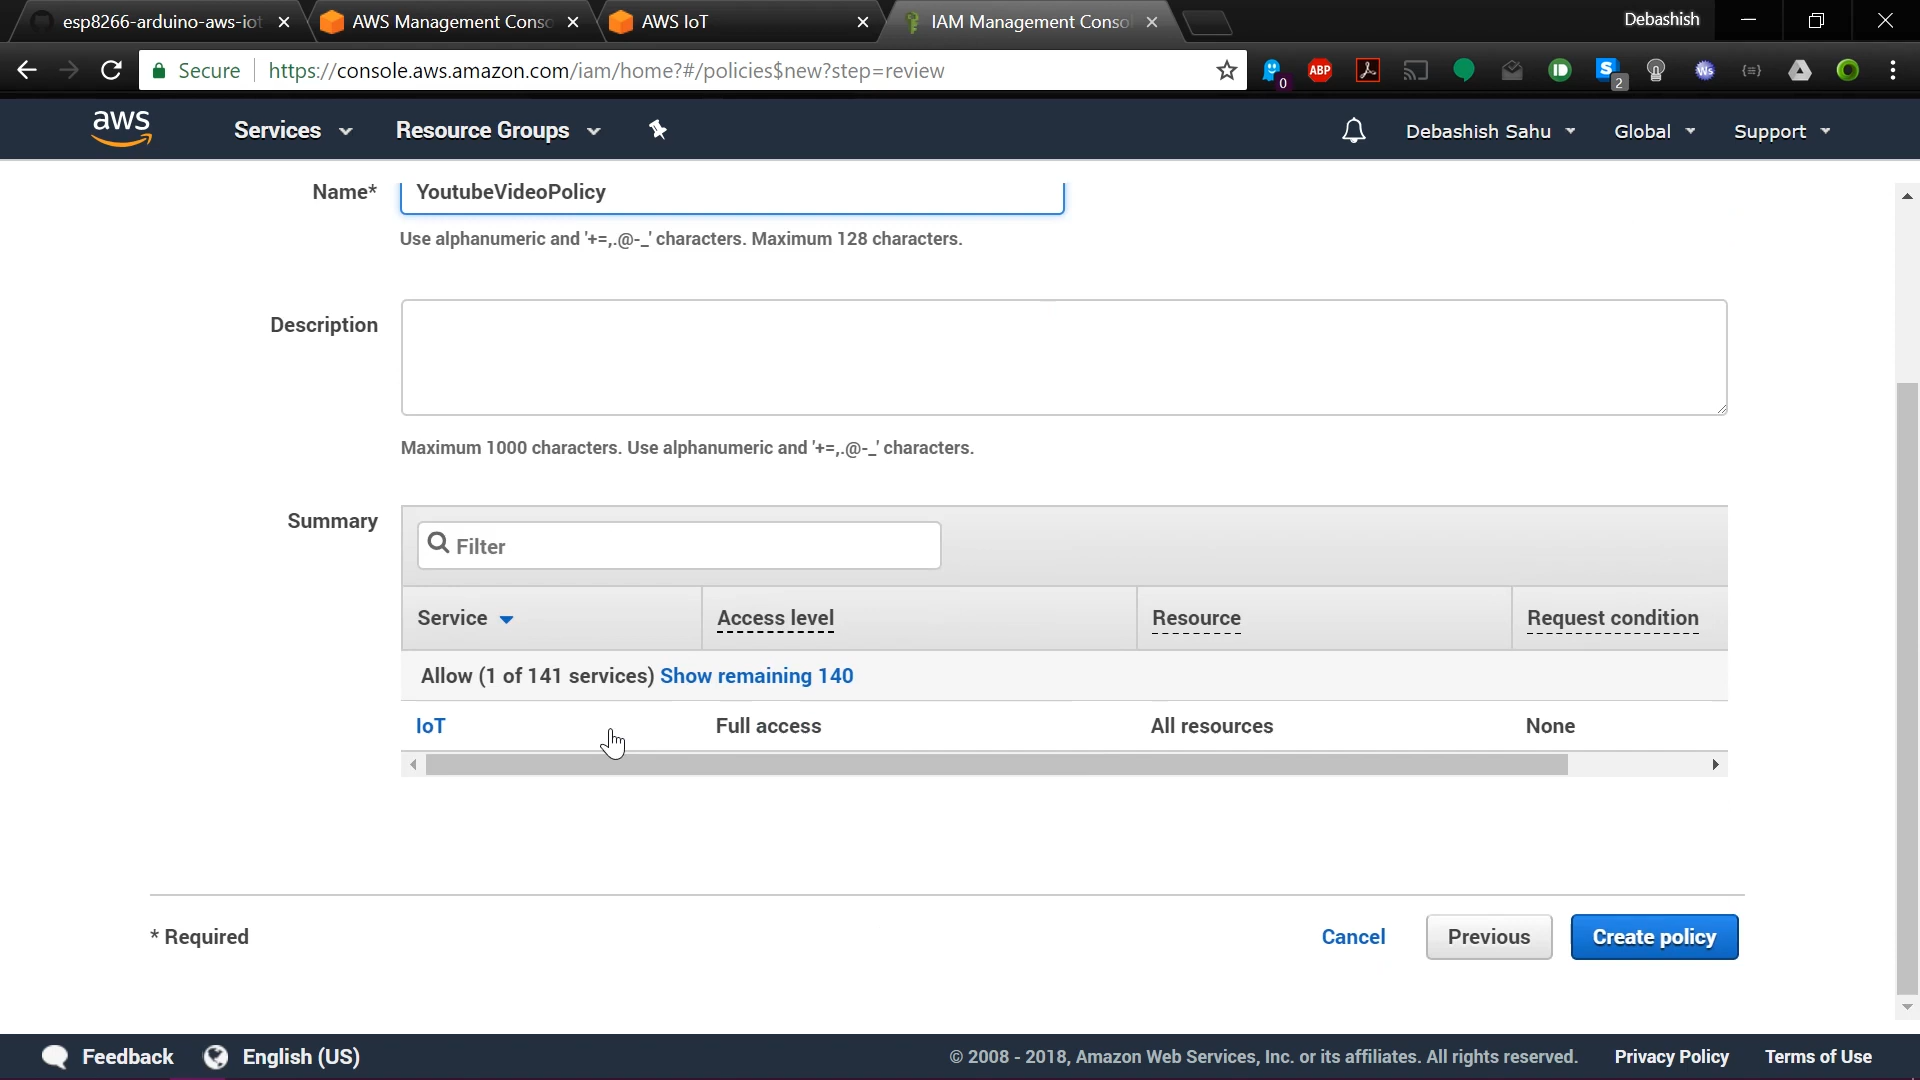 esp8266-arduino-aws-iot
AWS Management Conso
AWS IoT
IAM Management Conso
Debashish
Secure
https://console.aws.amazon.com/iam/home?#/policies$new?step=review
0
ABP
2
Ws
{=}
aws
Services
Resource Groups
Debashish Sahu
Global
Support
Name*
YoutubeVideoPolicy
Use alphanumeric and '+=,.@-_' characters. Maximum 128 characters.
Description
Maximum 1000 characters. Use alphanumeric and '+=,.@-_' characters.
Summary
Filter
Service
Access level
Resource
Request condition
Allow (1 of 141 services) Show remaining 140
IoT
Full access
All resources
None
* Required
Cancel
Previous
Create policy
Feedback
English (US)
© 2008 - 2018, Amazon Web Services, Inc. or its affiliates. All rights reserved.
Privacy Policy
Terms of Use